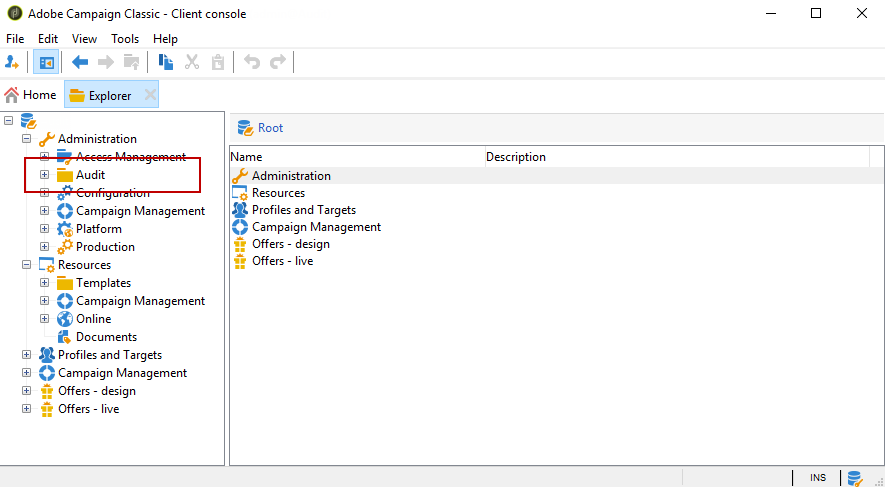 Adobe Campaign Classic - Client console
File Edit View Tools Help
Home Explorer
Administration
Access Management
Audit
Configuration
Campaign Management
Platform
Production
Resources
Templates
Campaign Management
Online
Documents
Profiles and Targets
Campaign Management
Offers - design
Offers - live
Root
Name Description
Administration
Resources
Profiles and Targets
Campaign Management
Offers - design
Offers - live
INS